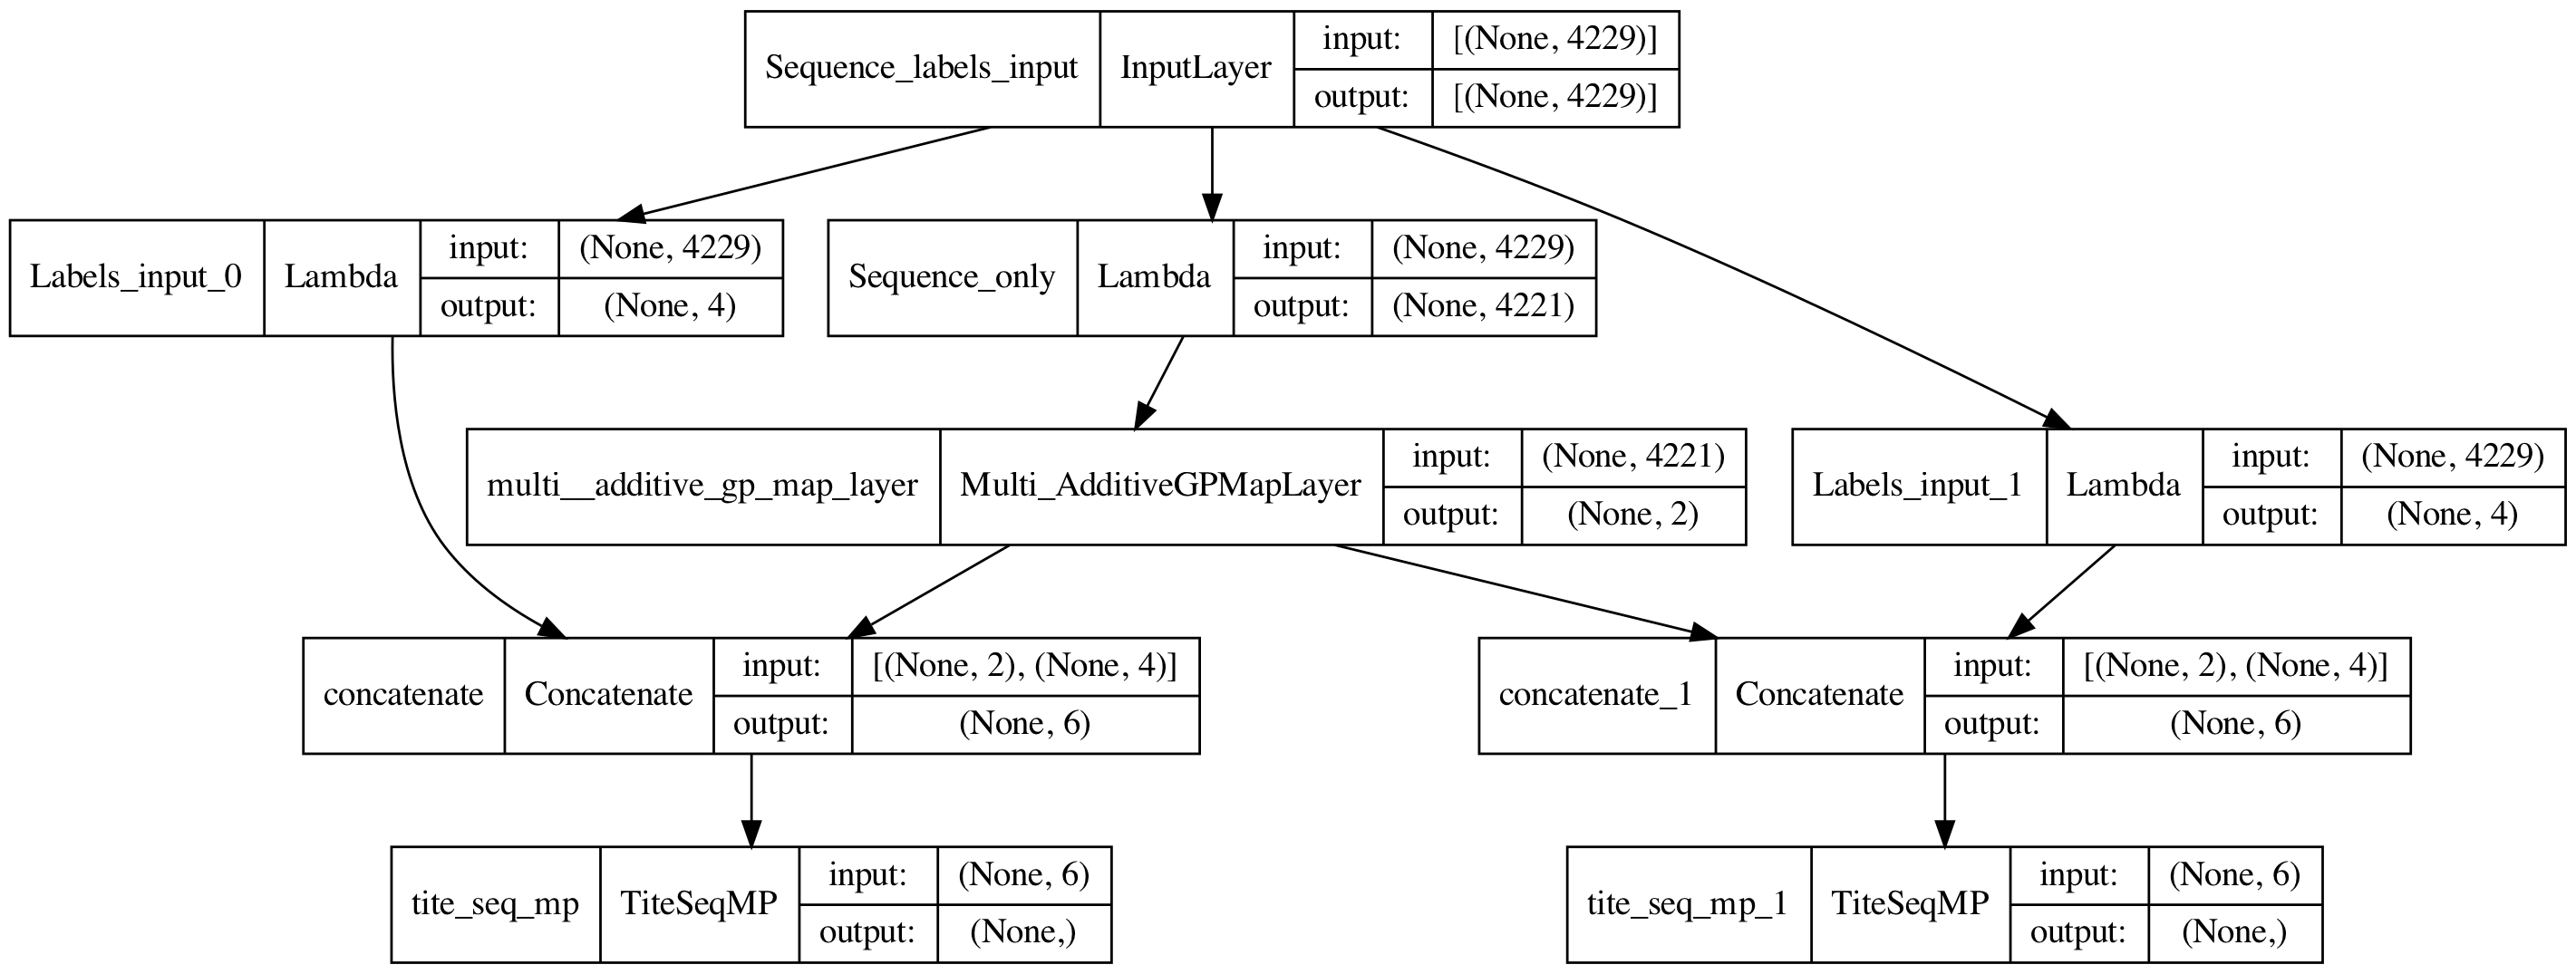 Sequence_labels_input InputLayer input: [(None, 4229)]
output: [(None, 4229)]
Labels_input_0 Lambda input: (None, 4229)
output: (None, 4)
Sequence_only Lambda input: (None, 4229)
output: (None, 4221)
multi__additive_gp_map_layer Multi_AdditiveGPMapLayer input: (None, 4221)
output: (None, 2)
Labels_input_1 Lambda input: (None, 4229)
output: (None, 4)
concatenate Concatenate input: [(None, 2), (None, 4)]
output: (None, 6)
concatenate_1 Concatenate input: [(None, 2), (None, 4)]
output: (None, 6)
tite_seq_mp TiteSeqMP input: (None, 6)
output: (None,)
tite_seq_mp_1 TiteSeqMP input: (None, 6)
output: (None,)